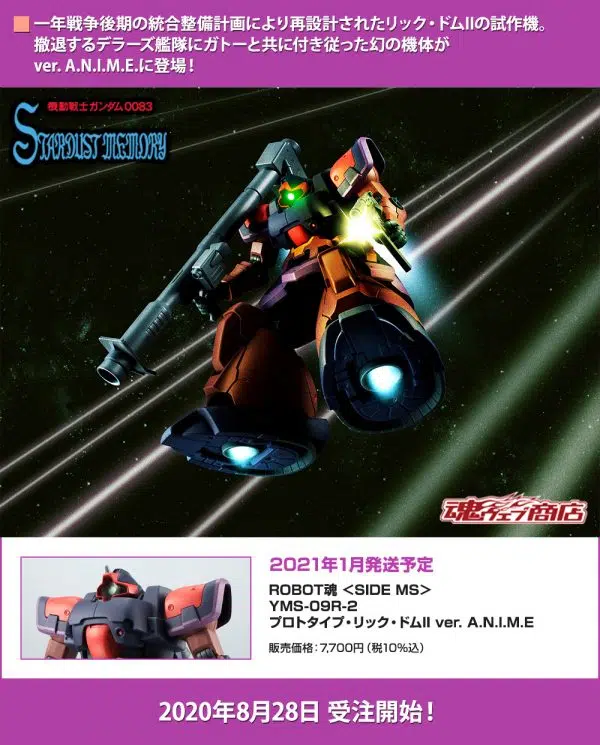 一年戦争後期の統合整備計画により再設計されたリック・ドムIIの試作機。
撤退するデラーズ艦隊にガトーと共に付き従った幻の機体が
ver. A.N.I.M.E.に登場！
機動戦士ガンダム0083
STARDUST MEMORY
魂ウェブ商店
2021年1月発送予定
ROBOT魂 ＜SIDE MS＞
YMS-09R-2
プロトタイプ・リック・ドムII ver. A.N.I.M.E
販売価格：7,700円（税10%込）
2020年8月28日 受注開始！